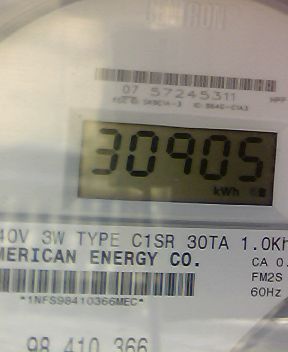 07 57245311
30905
kWh
40V 3W TYPE C1SR 30TA 1.0Kh
MERICAN ENERGY CO.
CA 0.
FM2S
60Hz
*1NFS98410366MEC*
98 410 366